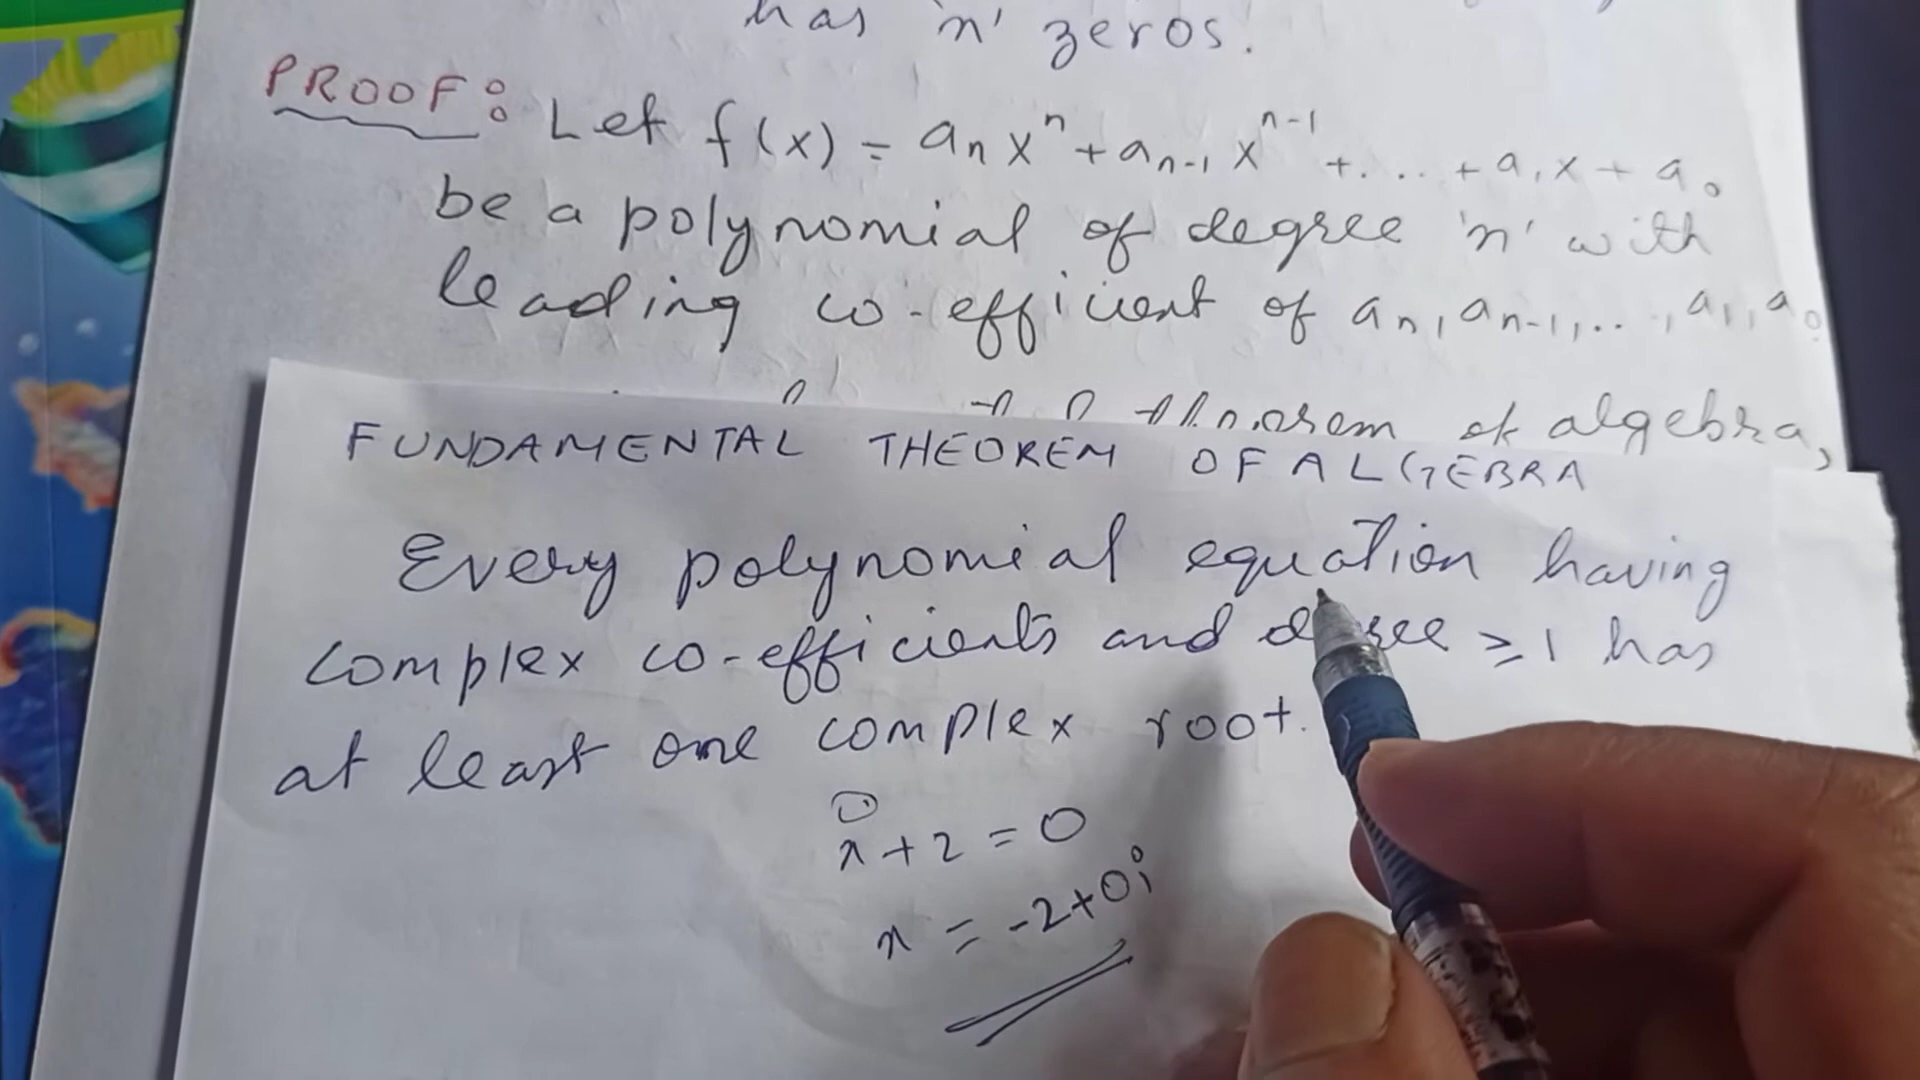 has 'n' zeros.
PROOF: Let f(x) = aₙxⁿ + aₙ₋₁xⁿ⁻¹ + ... + a₁x + a₀
be a polynomial of degree 'n' with
leading co-efficient of aₙ, aₙ₋₁, ..., a₁, a₀
theorem of algebra,
FUNDAMENTAL THEOREM OF ALGEBRA
Every polynomial equation having
complex co-efficients and degree ≥ 1 has
at least one complex root.
x + 2 = 0
x = -2+0i